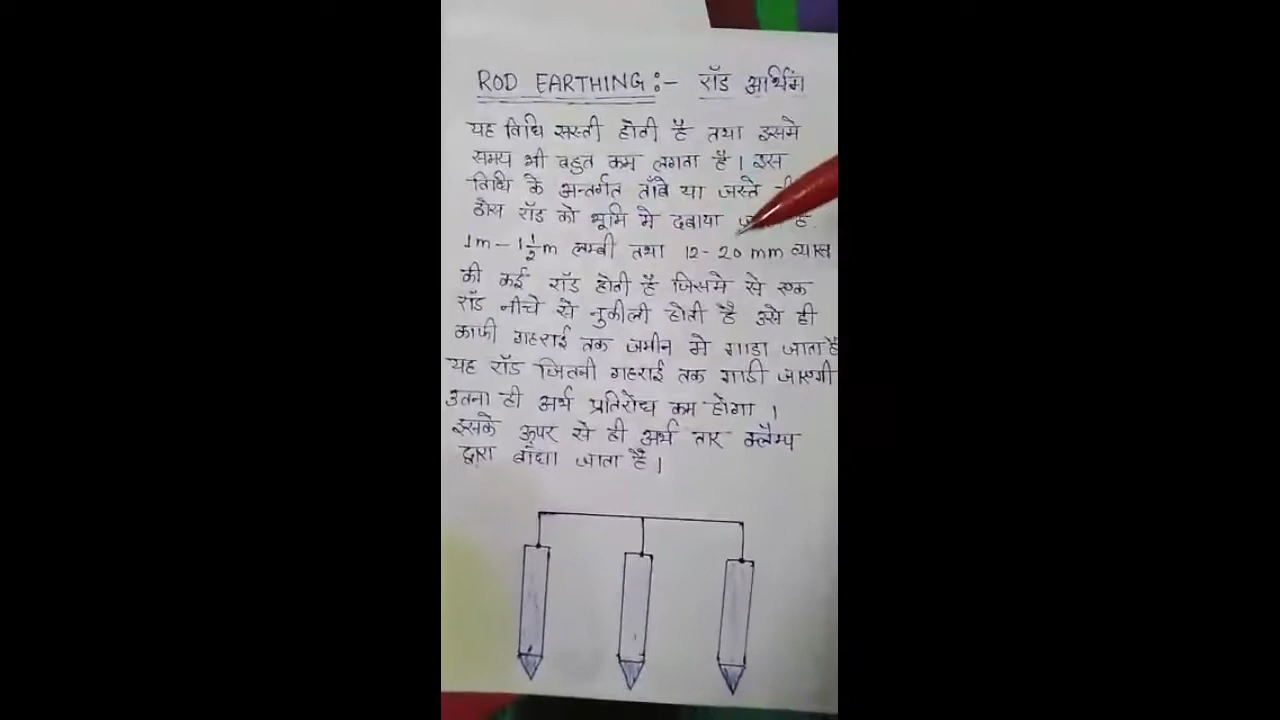 ROD EARTHING :- रॉड आर्थिंग
यह विधि सस्ती होती है तथा इसमे
समय भी बहुत कम लगता है । इस
विधि के अन्तर्गत ताँबे या जस्ते
ठोस रॉड को भूमि मे दबाया है.
1m - 1½m लम्बी तथा 12-20 mm व्यास
की कई रॉड होती है जिसमे से एक
रॉड नीचे से नुकीली होती है उसे ही
काफी गहराई तक जमीन मे गाडा जाता है
यह रॉड जितनी गहराई तक गाडी जाएगी
उतना ही अर्थ प्रतिरोध कम होगा ।
इसके ऊपर से ही अर्थ तार क्लैम्प
द्वारा बाँधा जाता है ।